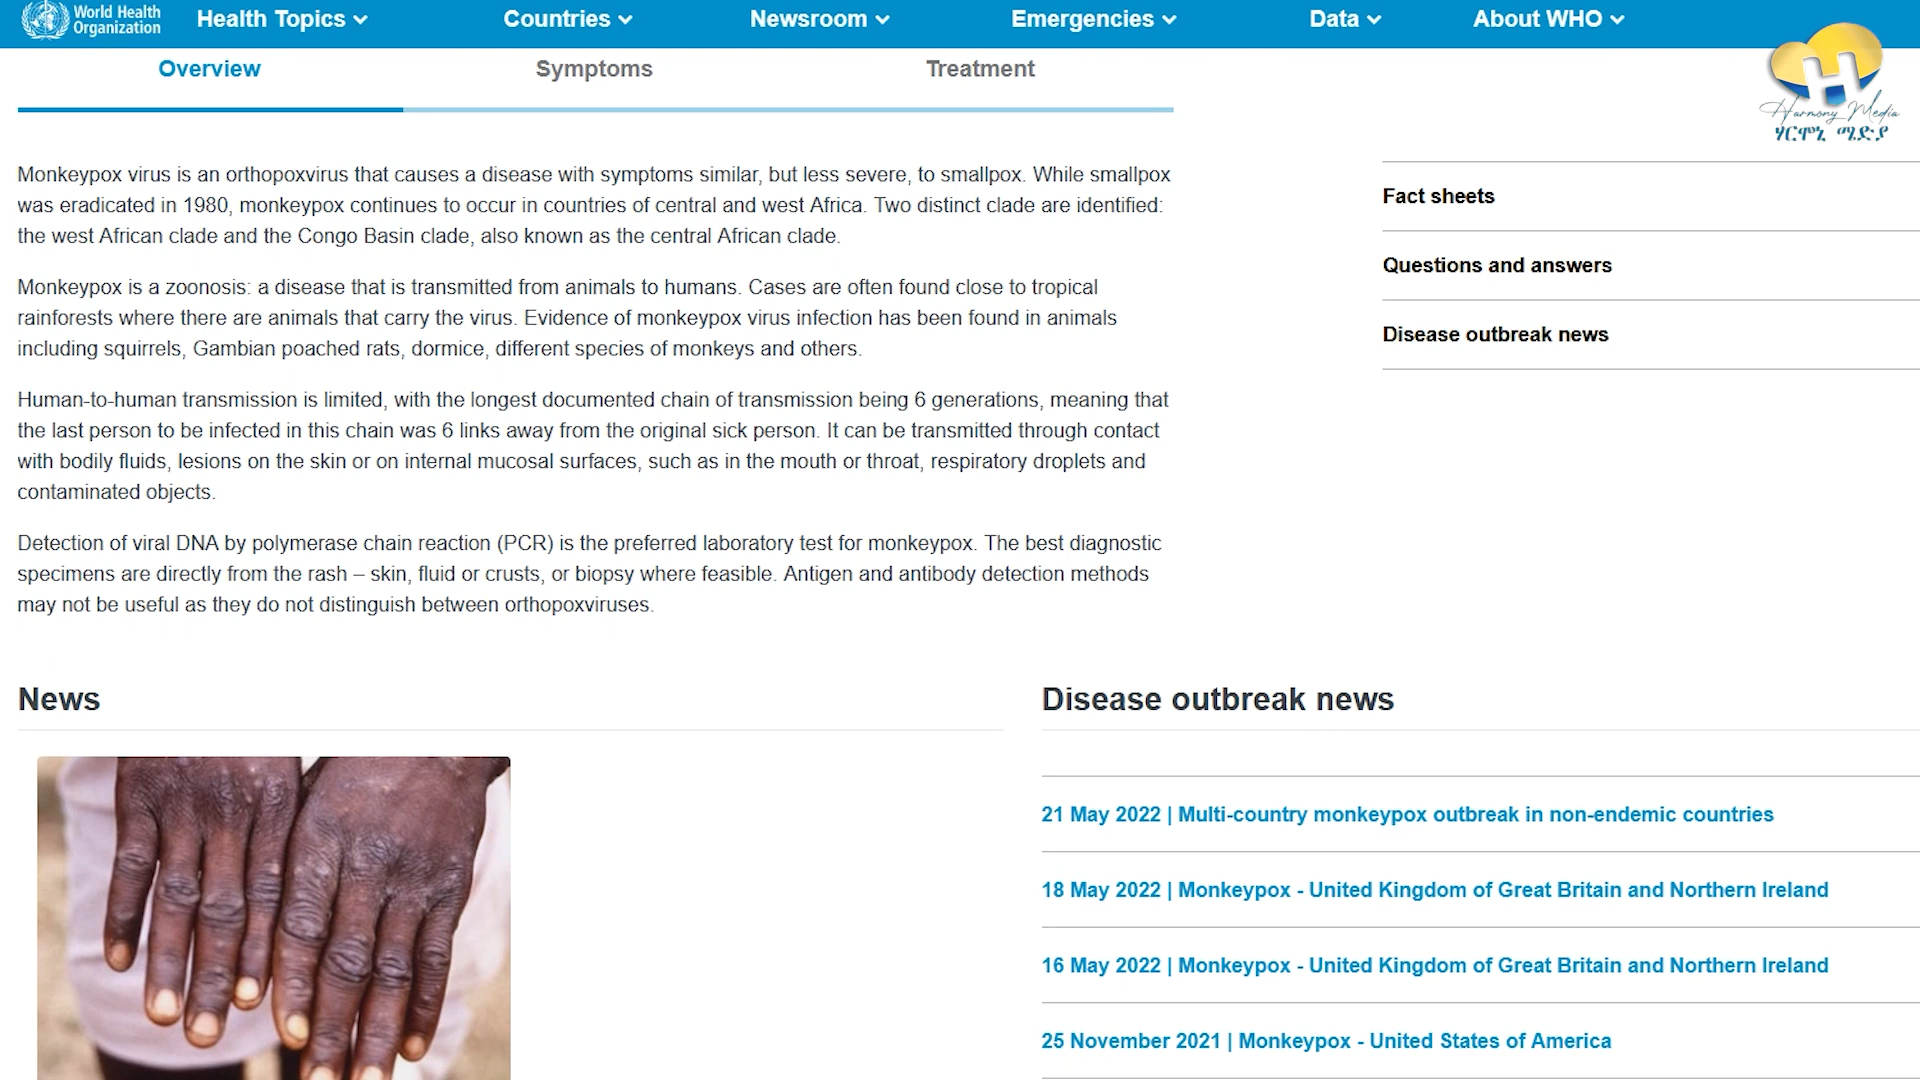 World Health
Organization
Health Topics
Countries
Newsroom
Emergencies
Data
About WHO
Overview
Symptoms
Treatment
Harmony Media
ሃርሞኒ ሚድያ
Monkeypox virus is an orthopoxvirus that causes a disease with symptoms similar, but less severe, to smallpox. While smallpox
was eradicated in 1980, monkeypox continues to occur in countries of central and west Africa. Two distinct clade are identified:
the west African clade and the Congo Basin clade, also known as the central African clade.
Monkeypox is a zoonosis: a disease that is transmitted from animals to humans. Cases are often found close to tropical
rainforests where there are animals that carry the virus. Evidence of monkeypox virus infection has been found in animals
including squirrels, Gambian poached rats, dormice, different species of monkeys and others.
Human-to-human transmission is limited, with the longest documented chain of transmission being 6 generations, meaning that
the last person to be infected in this chain was 6 links away from the original sick person. It can be transmitted through contact
with bodily fluids, lesions on the skin or on internal mucosal surfaces, such as in the mouth or throat, respiratory droplets and
contaminated objects.
Detection of viral DNA by polymerase chain reaction (PCR) is the preferred laboratory test for monkeypox. The best diagnostic
specimens are directly from the rash – skin, fluid or crusts, or biopsy where feasible. Antigen and antibody detection methods
may not be useful as they do not distinguish between orthopoxviruses.
Fact sheets
Questions and answers
Disease outbreak news
News
Disease outbreak news
21 May 2022 | Multi-country monkeypox outbreak in non-endemic countries
18 May 2022 | Monkeypox - United Kingdom of Great Britain and Northern Ireland
16 May 2022 | Monkeypox - United Kingdom of Great Britain and Northern Ireland
25 November 2021 | Monkeypox - United States of America